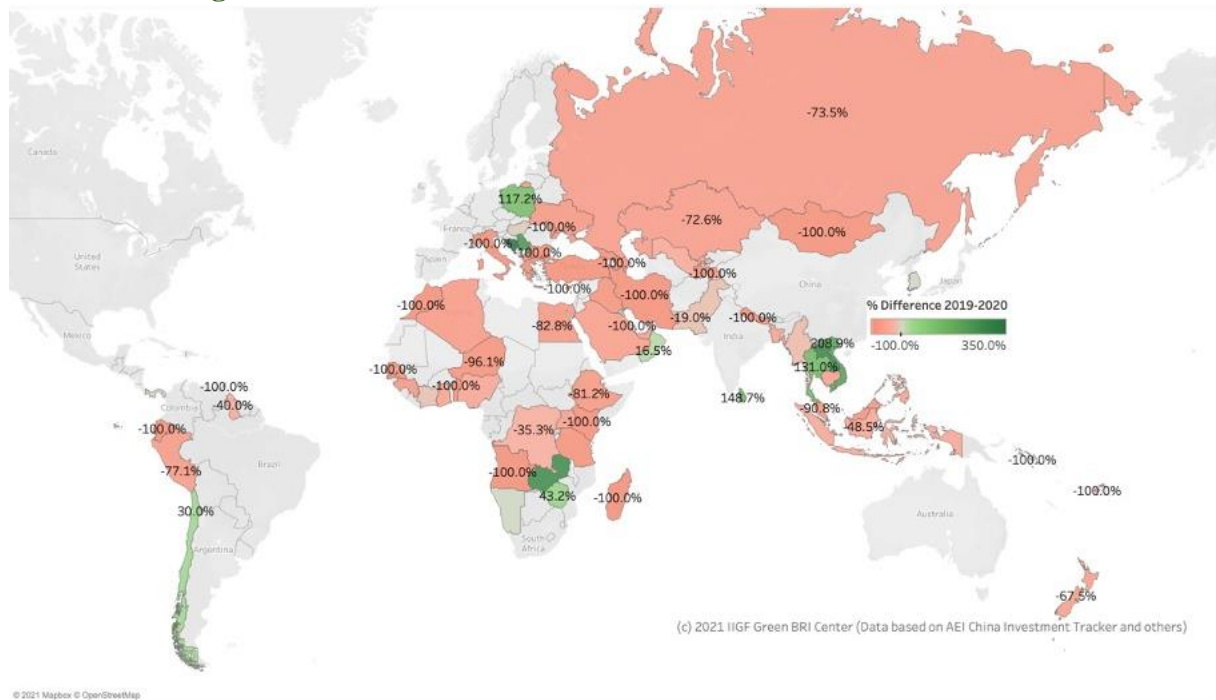 -73.5%
Canada
117.2%
France
-100.0%
-72.6%
-100.0%
United
States
Spain
-100.0%
-100.0%
-100.0%
-100.0%
-100.0%
China
Japan
% Difference 2019-2020
-100.0%
350.0%
-100.0%
-100.0%
Mexico
-82.8%
-100.0%
-19.0%
-100.0%
India
16.5%
208.9%
131.0%
-100.0%
-96.1%
-100.0%
-81.2%
148.7%
-90.8%
-100.0%
Colombia
-40.0%
-100.0%
-35.3%
-100.0%
-48.5%
-77.1%
Brazil
-100.0%
43.2%
-100.0%
-100.0%
-100.0%
30.0%
Australia
Argentina
South
Africa
-67.5%
(c) 2021 IIGF Green BRI Center (Data based on AEI China Investment Tracker and others)
© 2021 Mapbox © OpenStreetMap